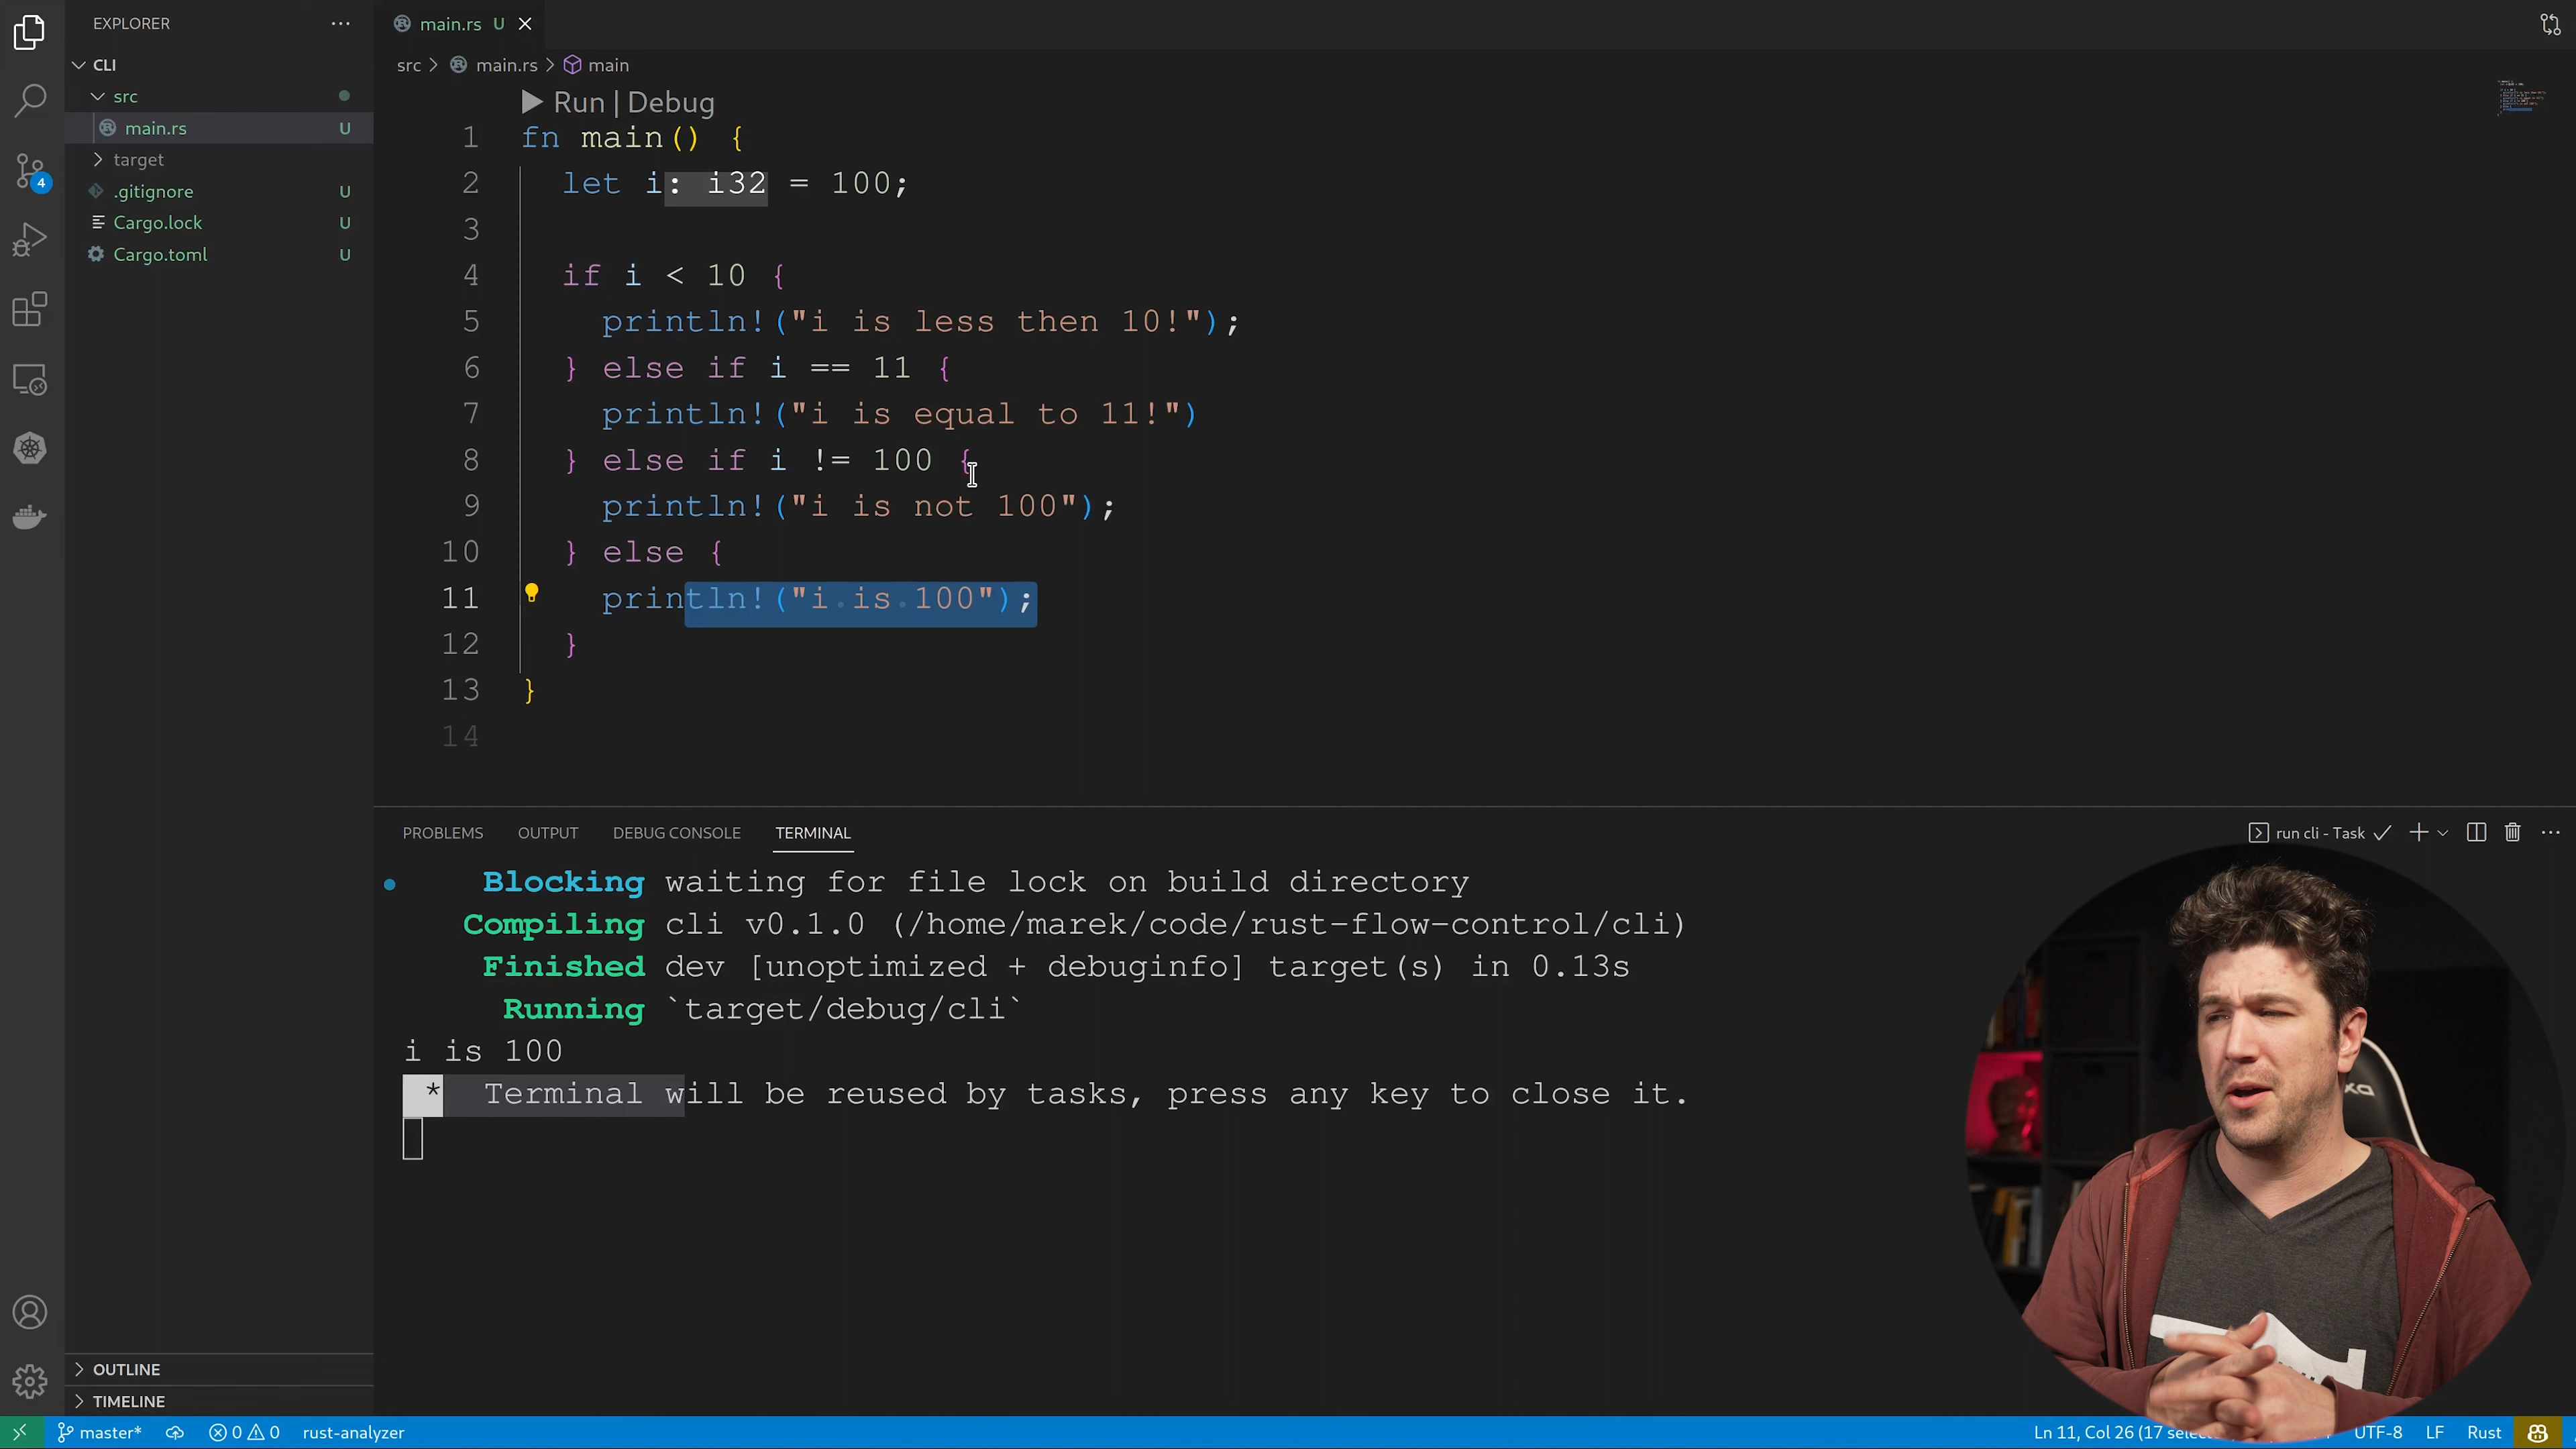 EXPLORER
CLI
src
main.rs U
target
.gitignore U
Cargo.lock U
Cargo.toml U
OUTLINE
TIMELINE
4
main.rs U
src > main.rs > main
Run | Debug
1 fn main() {
2 let i: i32 = 100;
3
4 if i < 10 {
5 println!("i is less then 10!");
6 } else if i == 11 {
7 println!("i is equal to 11!")
8 } else if i != 100 {
9 println!("i is not 100");
10 } else {
11 println!("i is 100");
12 }
13 }
14
PROBLEMS OUTPUT DEBUG CONSOLE TERMINAL
run cli - Task
Blocking waiting for file lock on build directory
Compiling cli v0.1.0 (/home/marek/code/rust-flow-control/cli)
Finished dev [unoptimized + debuginfo] target(s) in 0.13s
Running `target/debug/cli`
i is 100
* Terminal will be reused by tasks, press any key to close it.
master* 0 0 rust-analyzer
Ln 11, Col 26 (17 UTF-8 LF Rust